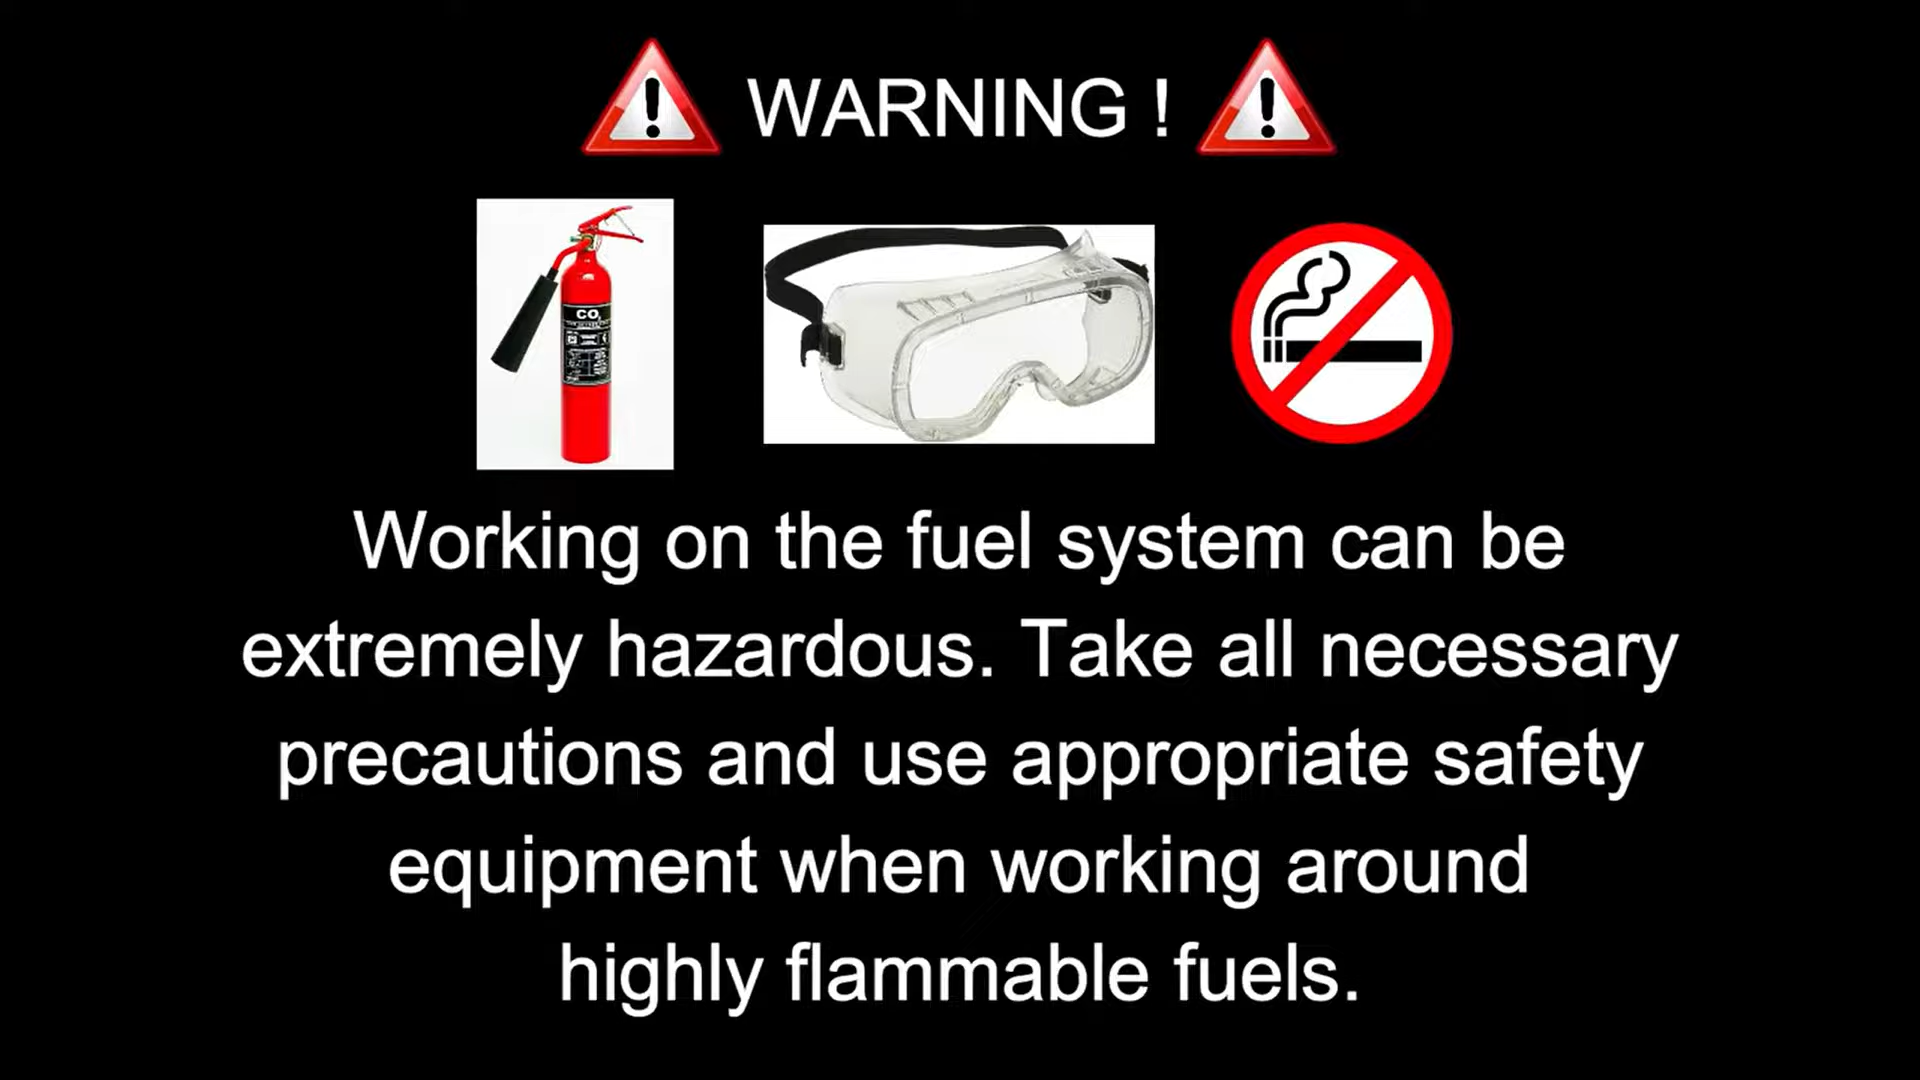 WARNING !
CO2
Working on the fuel system can be
extremely hazardous. Take all necessary
precautions and use appropriate safety
equipment when working around
highly flammable fuels.